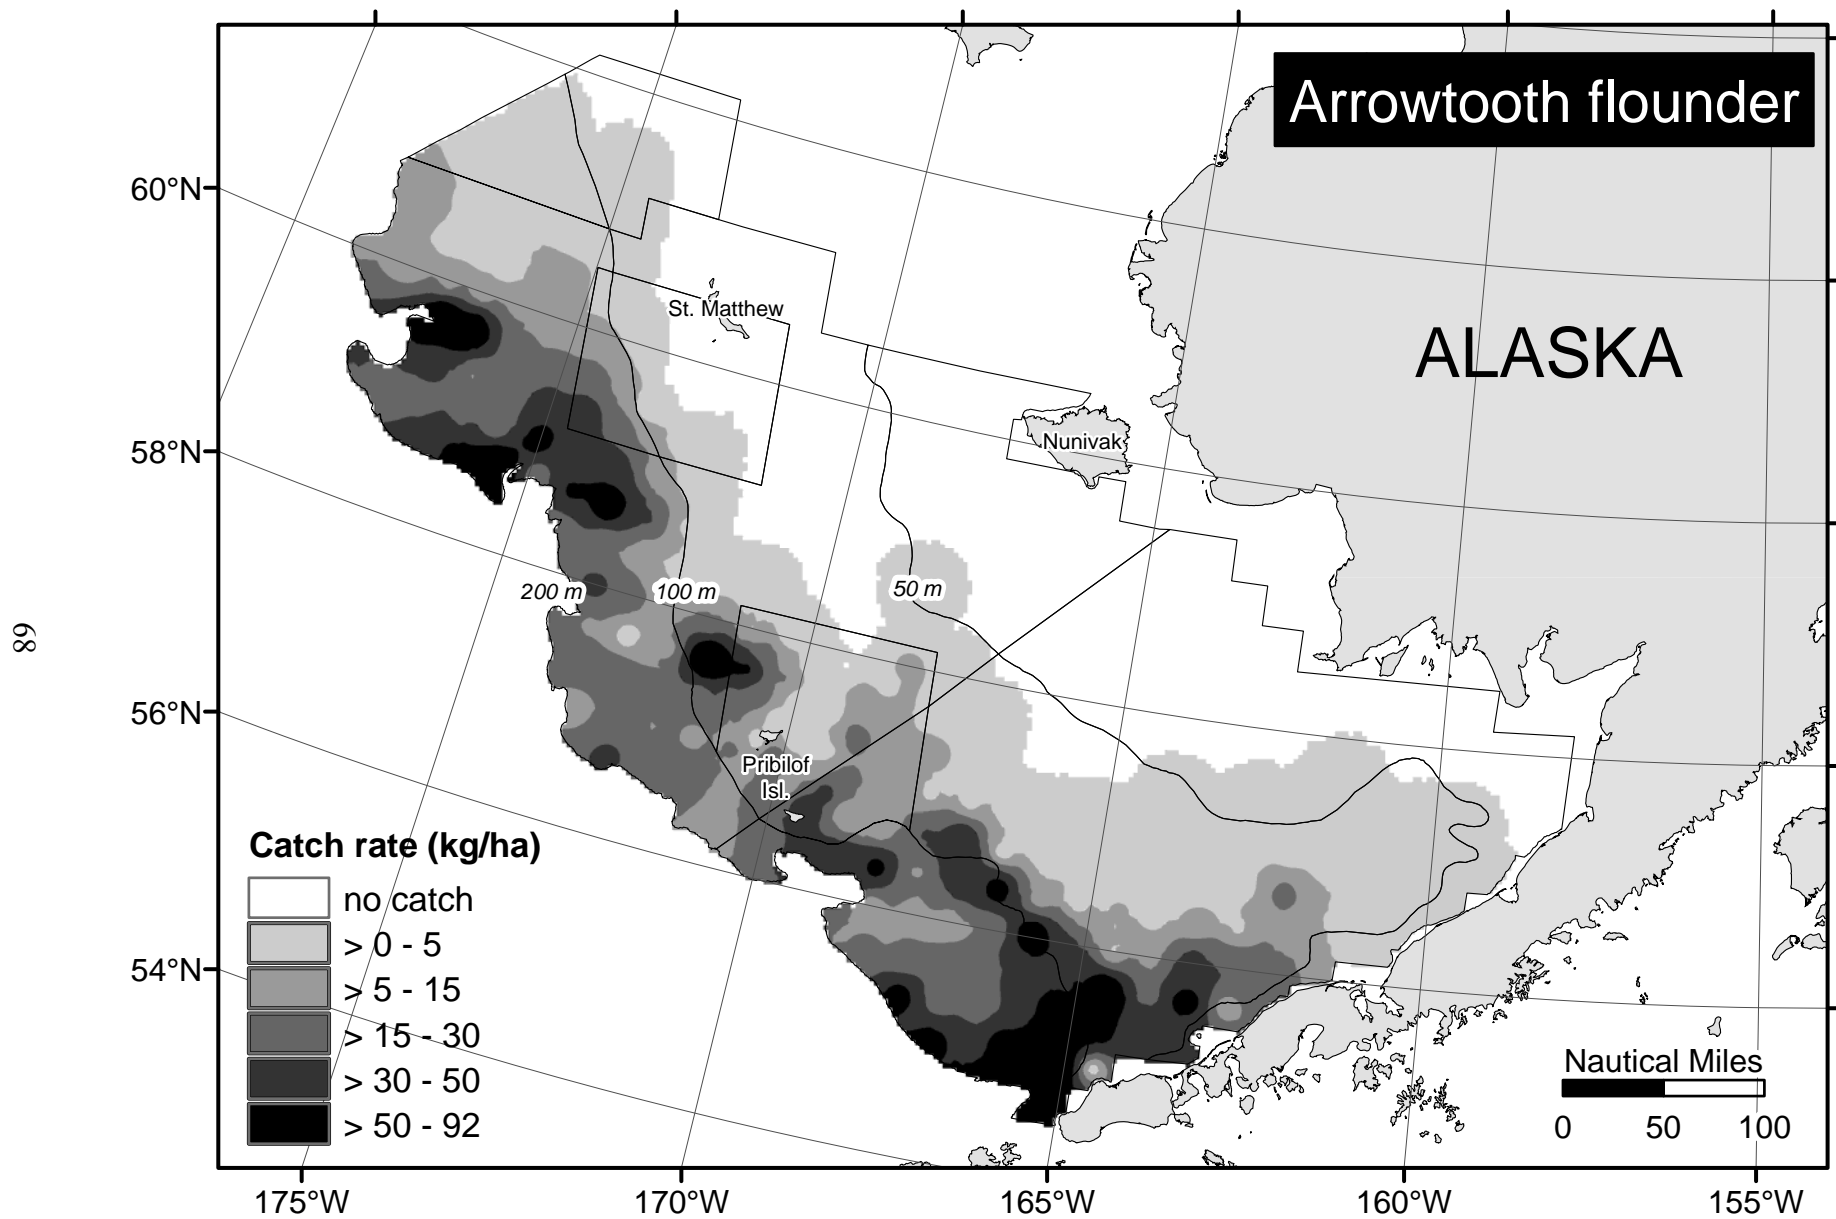 Arrowtooth flounder
ALASKA
60°N
58°N
56°N
54°N
St. Matthew
Nunivak
200 m
100 m
50 m
Pribilof
Isl.
Catch rate (kg/ha)
no catch
> 0 - 5
> 5 - 15
> 15 - 30
> 30 - 50
> 50 - 92
Nautical Miles
0 50 100
175°W 170°W 165°W 160°W 155°W
89